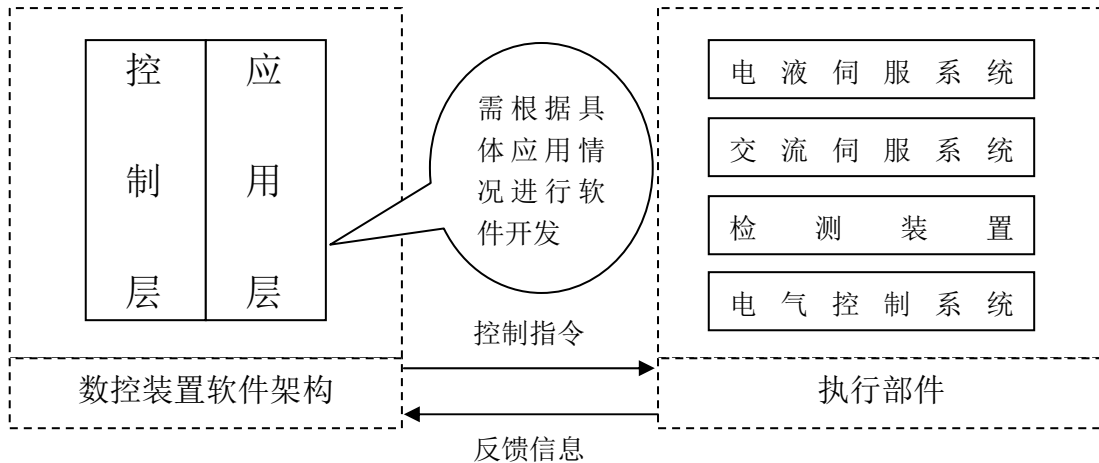 控制层
应用层
需根据具
体应用情
况进行软
件开发
电液伺服系统
交流伺服系统
检测装置
电气控制系统
控制指令
数控装置软件架构
执行部件
反馈信息